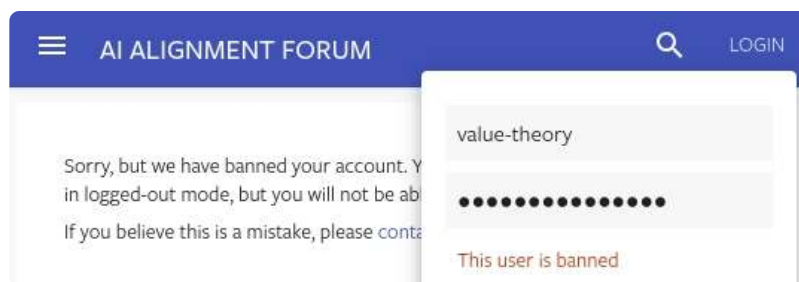 AI ALIGNMENT FORUM
LOGIN
value-theory
Sorry, but we have banned your account.
in logged-out mode, but you will not be
If you believe this is a mistake, please
This user is banned